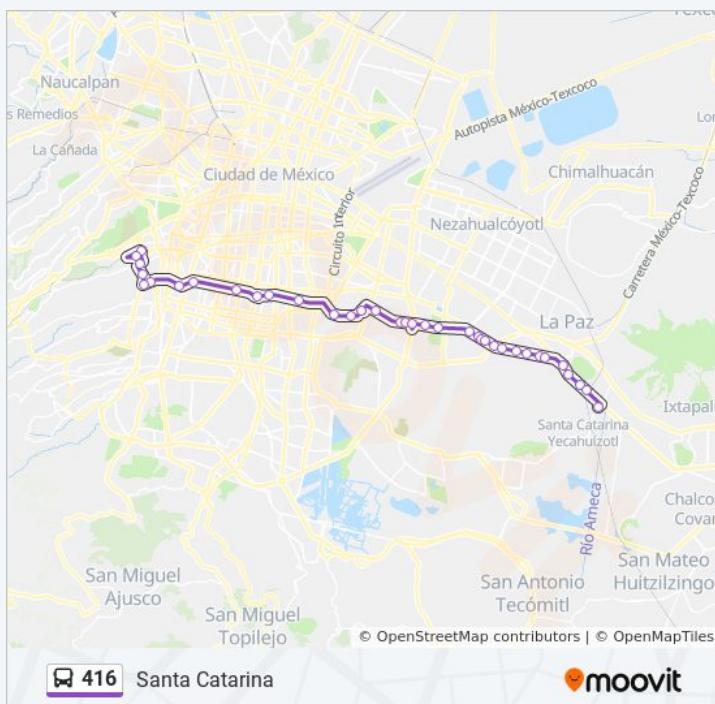 Naucalpan
s Remedios
La Cañada
Ciudad de México
Circuito Interior
Autopista México-Texcoco
Chimalhuacán
Nezahualcóyotl
Carretera México-Texcoco
La Paz
Ixtapalu
Santa Catarina
Yecahuizotl
Río Ameca
Chalco
Covar
San Mateo
Huitzilzingo
San Antonio
Tecómitl
San Miguel
Ajusco
San Miguel
Topilejo
© OpenStreetMap contributors | © OpenMapTiles
416 Santa Catarina
moovit